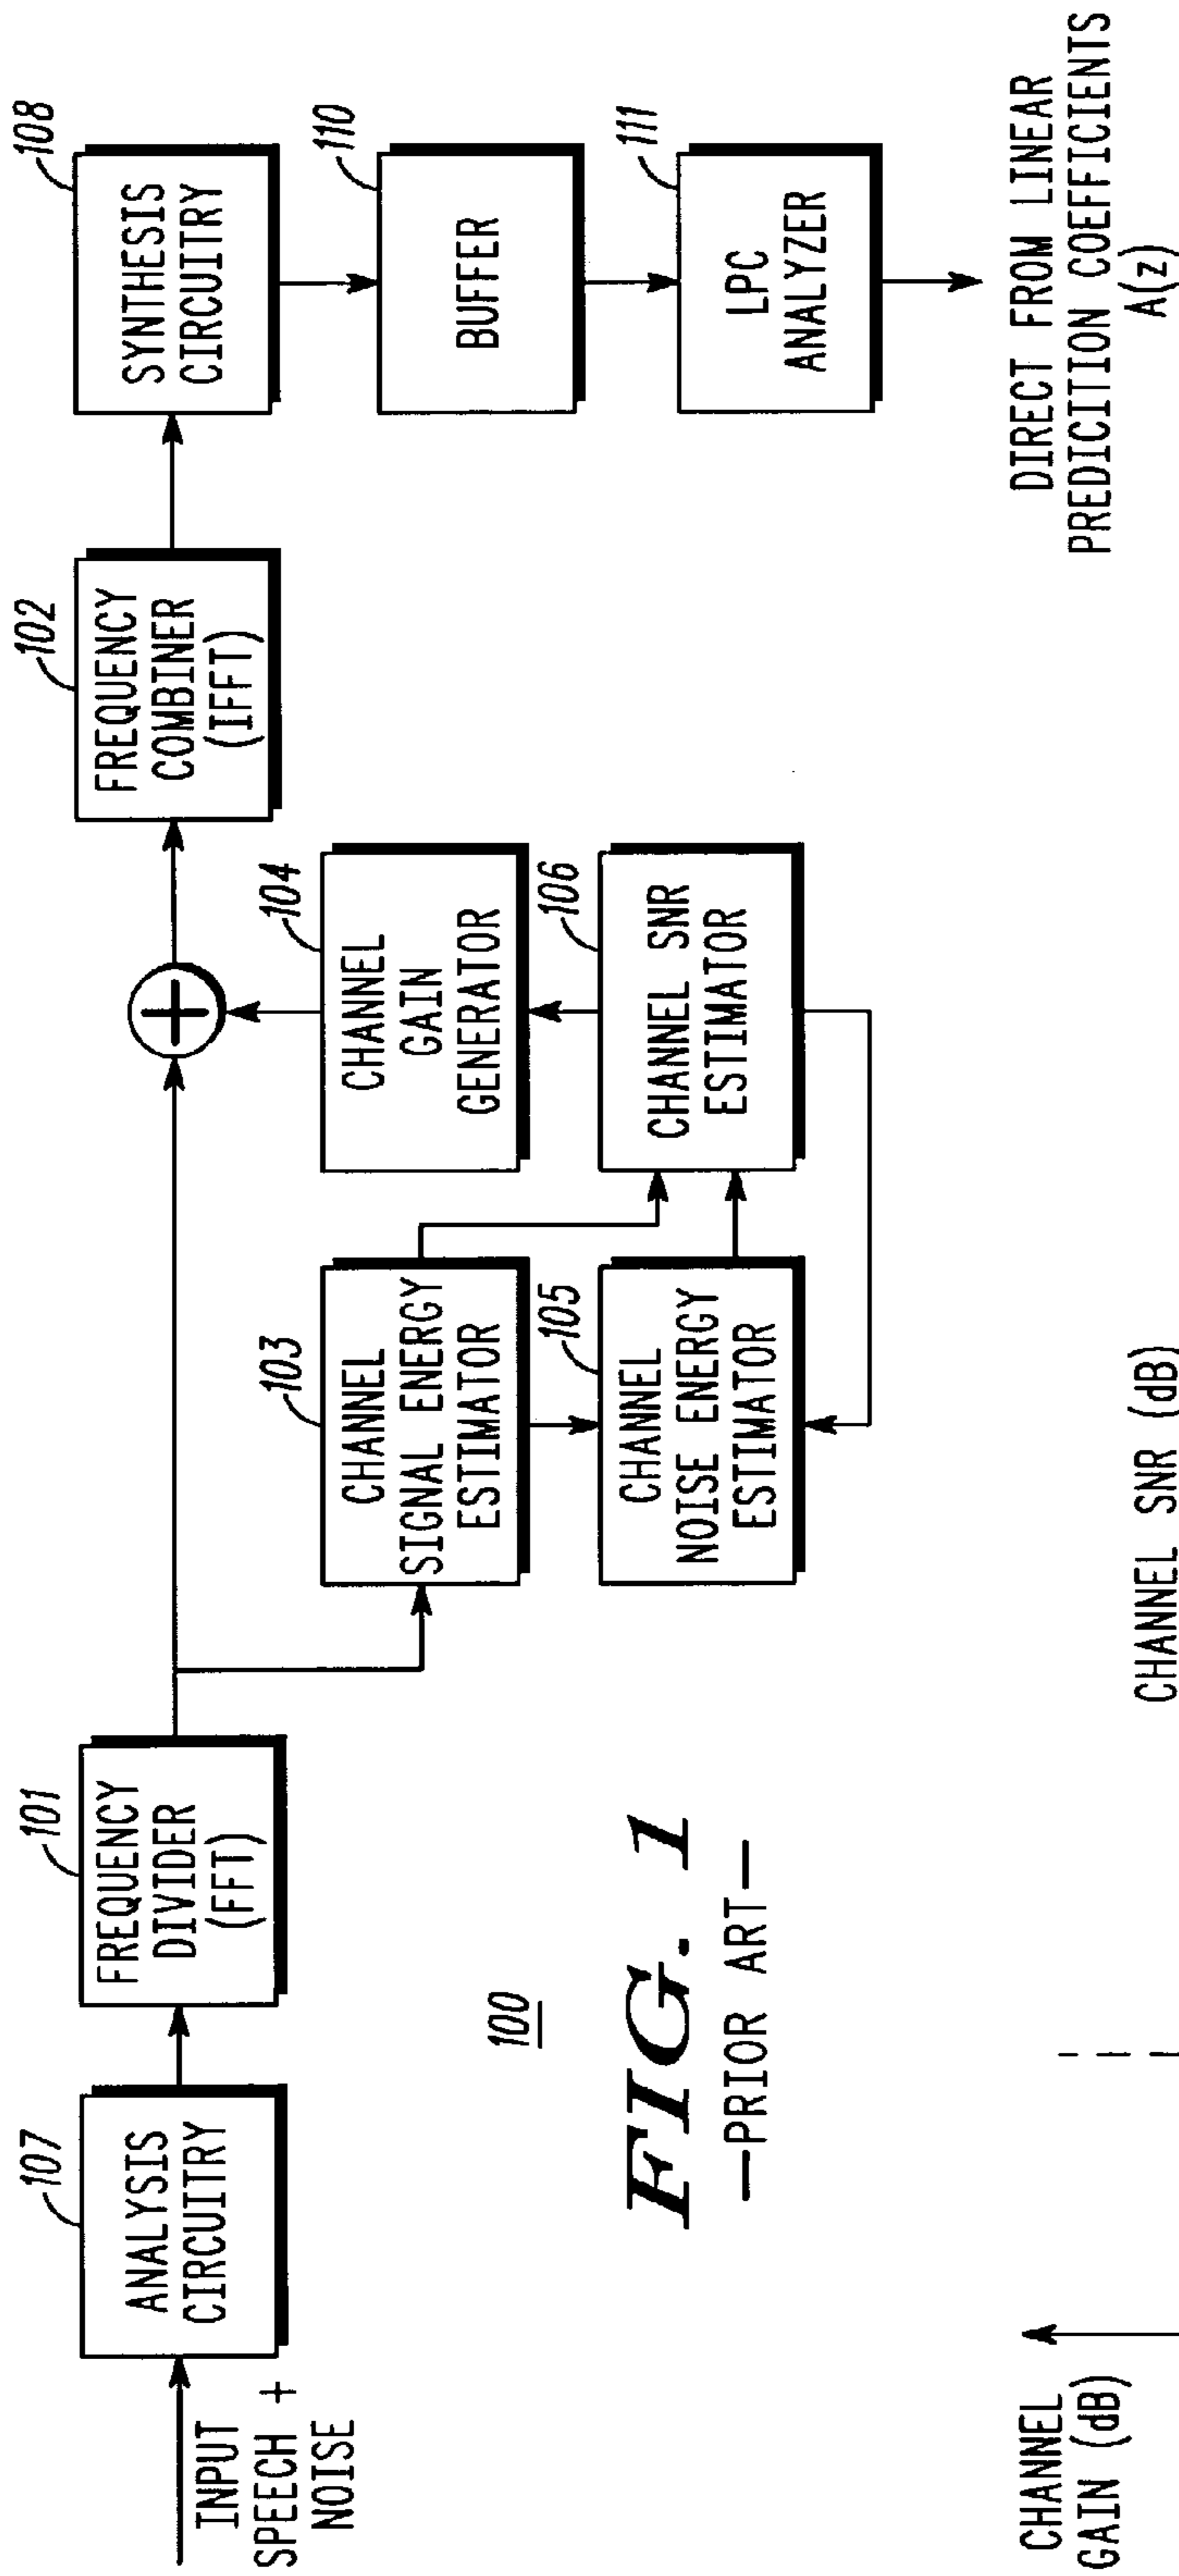 INPUT
SPEECH +
NOISE
107
ANALYSIS
CIRCUITRY
101
FREQUENCY
DIVIDER
(FFT)
103
CHANNEL
SIGNAL ENERGY
ESTIMATOR
105
CHANNEL
NOISE ENERGY
ESTIMATOR
+
104
CHANNEL
GAIN
GENERATOR
106
CHANNEL SNR
ESTIMATOR
102
FREQUENCY
COMBINER
(IFFT)
108
SYNTHESIS
CIRCUITRY
110
BUFFER
111
LPC
ANALYZER
DIRECT FROM LINEAR
PREDICITION COEFFICIENTS
A(z)
100
FIG. 1
—PRIOR ART—
CHANNEL
GAIN (dB)
CHANNEL SNR (dB)